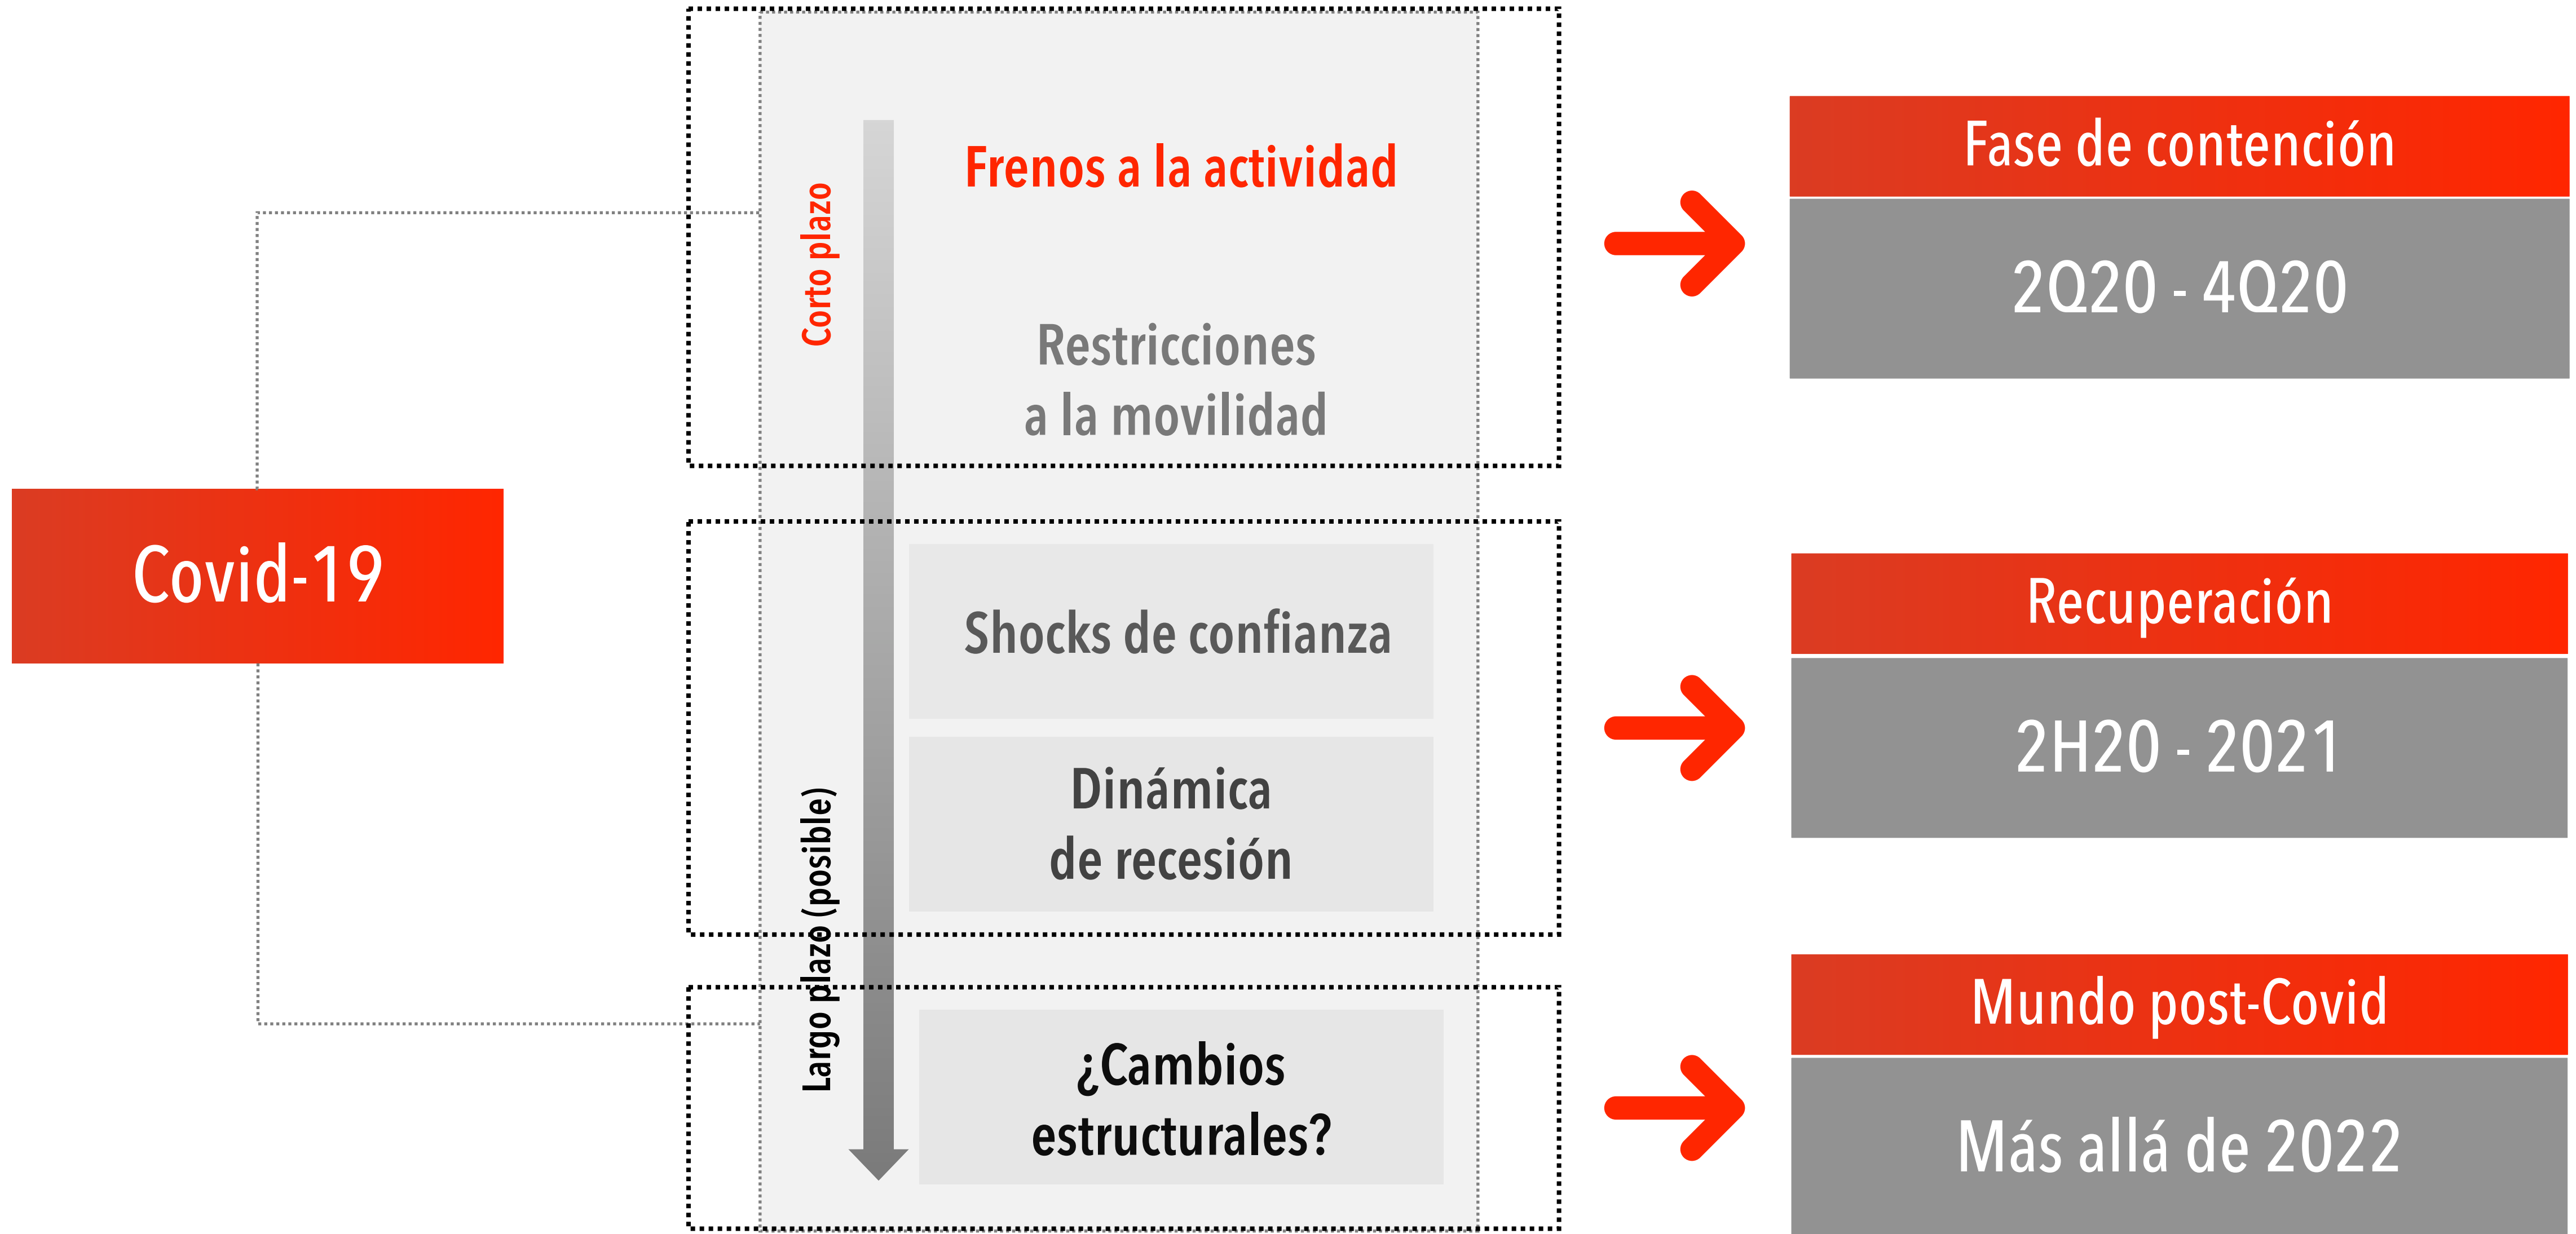 Covid-19
Corto plazo
Largo plazo (posible)
Frenos a la actividad
Restricciones
a la movilidad
Shocks de confianza
Dinámica
de recesión
¿Cambios
estructurales?
Fase de contención
2Q20 - 4Q20
Recuperación
2H20 - 2021
Mundo post-Covid
Más allá de 2022